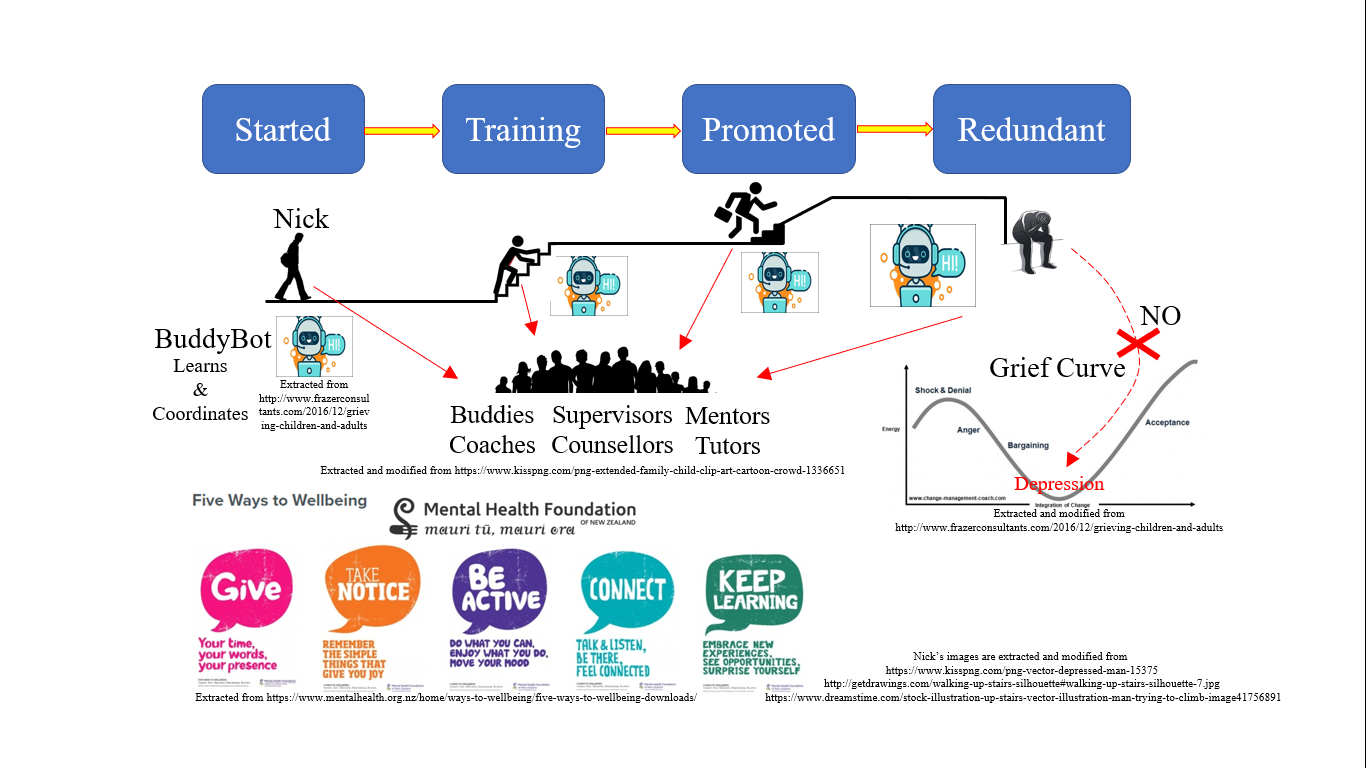 Started
Training
Promoted
Redundant
Nick
HI!
HI!
HI!
BuddyBot
Learns
&
Coordinates
HI!
Extracted from
http://www.frazerconsul
tants.com/2016/12/griev
ing-children-and-adults
Buddies Supervisors Mentors
Coaches Counsellors Tutors
Extracted and modified from https://www.kisspng.com/png-extended-family-child-clip-art-cartoon-crowd-1336651
NO
Grief Curve
Shock & Denial
Energy
Anger
Bargaining
Acceptance
Depression
www.change-management-coach.com
Integration of Change
Extracted and modified from
http://www.frazerconsultants.com/2016/12/grieving-children-and-adults
Five Ways to Wellbeing
Mental Health Foundation
OF NEW ZEALAND
mauri tū, mauri ora
Give
Your time,
your words,
your presence
TAKE
NOTICE
REMEMBER
THE SIMPLE
THINGS THAT
GIVE YOU JOY
BE
ACTIVE
DO WHAT YOU CAN,
ENJOY WHAT YOU DO,
MOVE YOUR MOOD
CONNECT
TALK & LISTEN,
BE THERE,
FEEL CONNECTED
KEEP
LEARNING
EMBRACE NEW
EXPERIENCES,
SEE OPPORTUNITIES,
SURPRISE YOURSELF
Extracted from https://www.mentalhealth.org.nz/home/ways-to-wellbeing/five-ways-to-wellbeing-downloads/
Nick's images are extracted and modified from
https://www.kisspng.com/png-vector-depressed-man-15375
http://getdrawings.com/walking-up-stairs-silhouette#walking-up-stairs-silhouette-7.jpg
https://www.dreamstime.com/stock-illustration-up-stairs-vector-illustration-man-trying-to-climb-image41756891